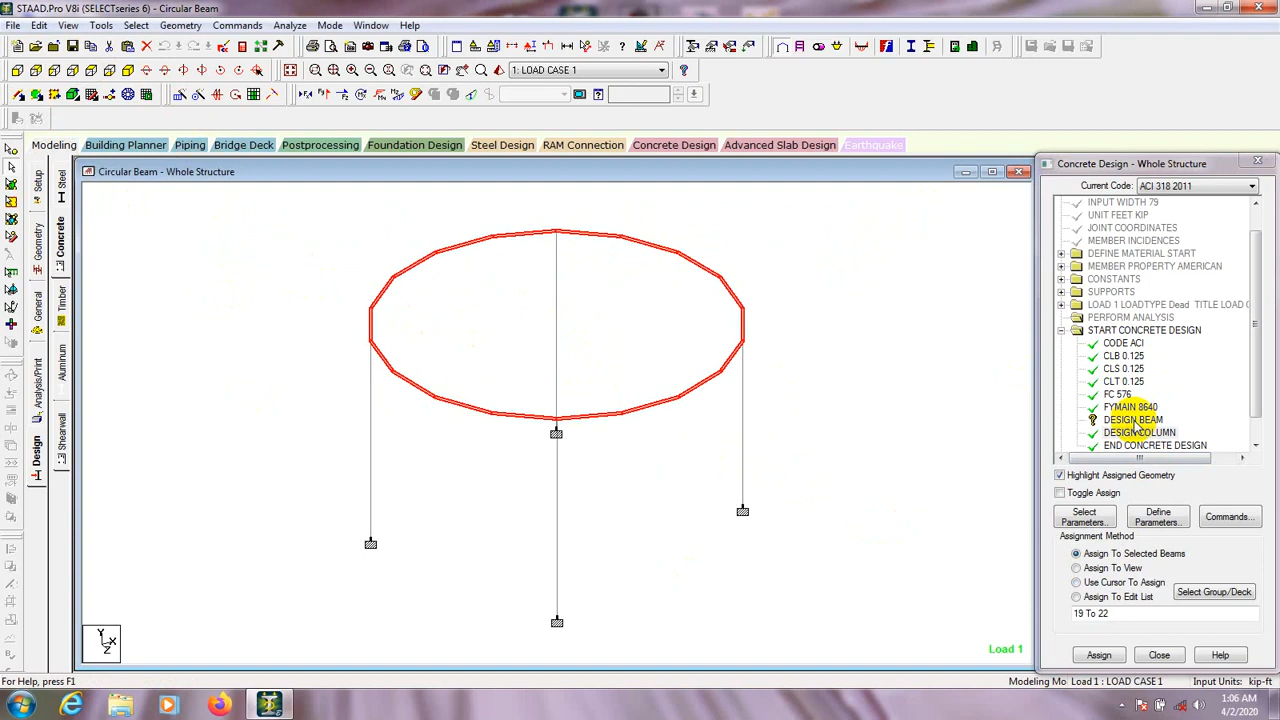 STAAD.Pro V8i (SELECTseries 6) - Circular Beam
File Edit View Tools Select Geometry Commands Analyze Mode Window Help
1: LOAD CASE 1
Modeling Building Planner Piping Bridge Deck Postprocessing Foundation Design Steel Design RAM Connection Concrete Design Advanced Slab Design Earthquake
Setup
Geometry
General
Analysis/Print
Design
Steel
Concrete
Timber
Aluminum
Shearwall
Circular Beam - Whole Structure
Y
X
Z
Load 1
Concrete Design - Whole Structure
Current Code: ACI 318 2011
INPUT WIDTH 79
UNIT FEET KIP
JOINT COORDINATES
MEMBER INCIDENCES
DEFINE MATERIAL START
MEMBER PROPERTY AMERICAN
CONSTANTS
SUPPORTS
LOAD 1 LOADTYPE Dead TITLE LOAD
PERFORM ANALYSIS
START CONCRETE DESIGN
CODE ACI
CLB 0.125
CLS 0.125
CLT 0.125
FC 576
FYMAIN 8640
DESIGN BEAM
DESIGN COLUMN
END CONCRETE DESIGN
Highlight Assigned Geometry
Toggle Assign
Select Parameters..
Define Parameters..
Commands...
Assignment Method
Assign To Selected Beams
Assign To View
Use Cursor To Assign
Assign To Edit List
Select Group/Deck
19 To 22
Assign Close Help
For Help, press F1
Modeling Mo Load 1 : LOAD CASE 1 Input Units: kip-ft
1:06 AM
4/2/2020